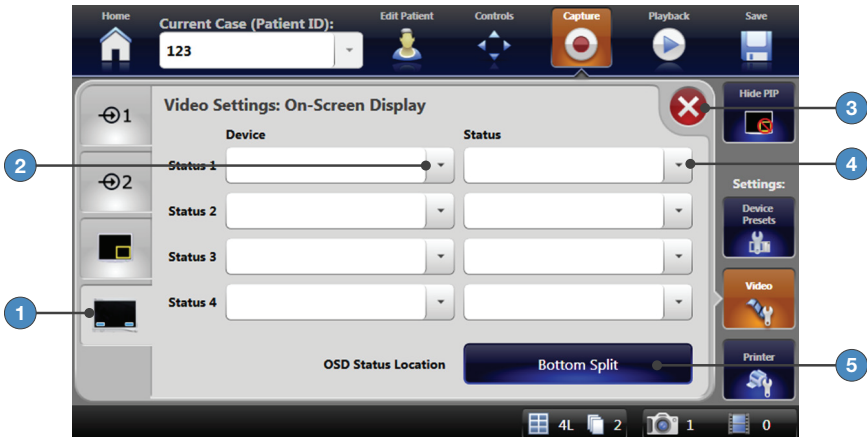 Home
Current Case (Patient ID):
Edit Patient
Controls
Capture
Playback
Save
123
Hide PIP
1
Video Settings: On-Screen Display
3
Device
Status
2
Status 1
4
2
Settings:
Status 2
Device
Presets
Status 3
Video
1
Status 4
Printer
OSD Status Location
Bottom Split
5
4L
2
1
0